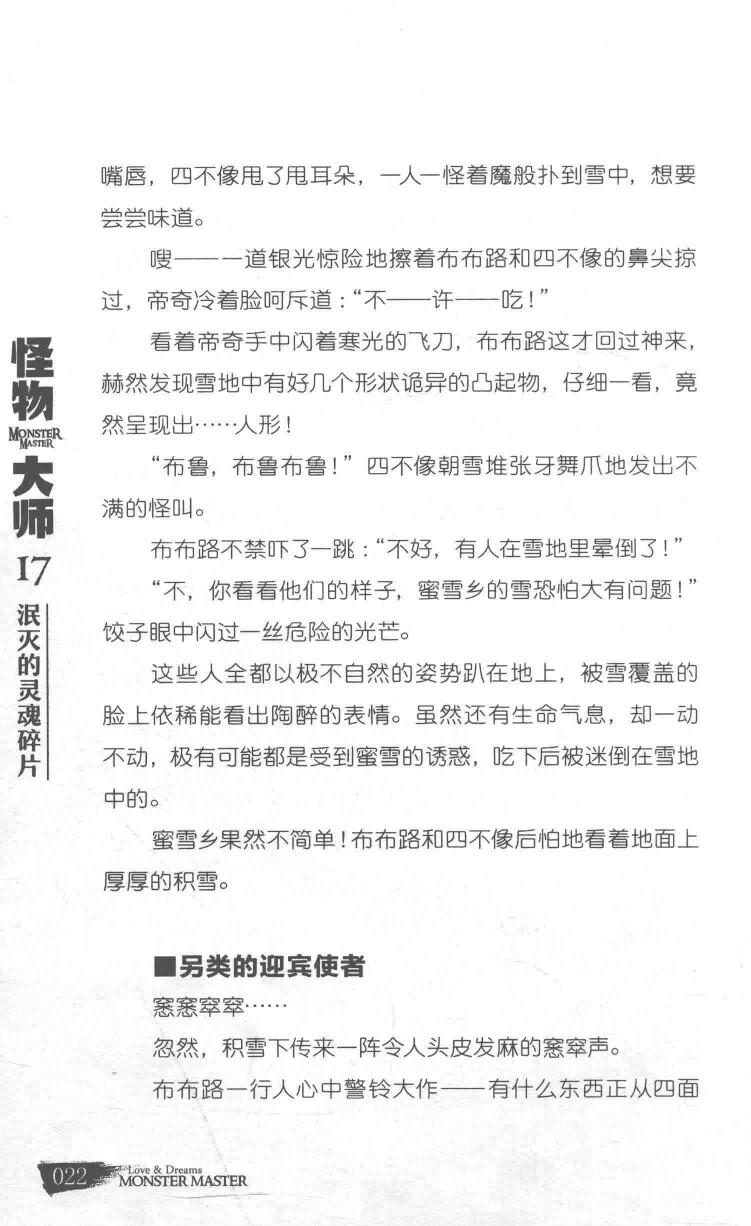 嘴唇，四不像甩了甩耳朵，一人一怪着魔般扑到雪中，想要
尝尝味道。
嗖——一道银光惊险地擦着布布路和四不像的鼻尖掠
过，帝奇冷着脸呵斥道：“不——许——吃！”
看着帝奇手中闪着寒光的飞刀，布布路这才回过神来，
赫然发现雪地中有好几个形状诡异的凸起物，仔细一看，竟
然呈现出……人形！
“布鲁，布鲁布鲁！”四不像朝雪堆张牙舞爪地发出不
满的怪叫。
布布路不禁吓了一跳：“不好，有人在雪地里晕倒了！”
“不，你看看他们的样子，蜜雪乡的雪恐怕大有问题！”
饺子眼中闪过一丝危险的光芒。
这些人全都以极不自然的姿势趴在地上，被雪覆盖的
脸上依稀能看出陶醉的表情。虽然还有生命气息，却一动
不动，极有可能都是受到蜜雪的诱惑，吃下后被迷倒在雪地
中的。
蜜雪乡果然不简单！布布路和四不像后怕地看着地面上
厚厚的积雪。
■另类的迎宾使者
窸窸窣窣……
忽然，积雪下传来一阵令人头皮发麻的窸窣声。
布布路一行人心中警铃大作——有什么东西正从四面
怪物
MONSTER
MASTER
大师
17
泯灭的灵魂碎片
022
Love & Dreams
MONSTER MASTER